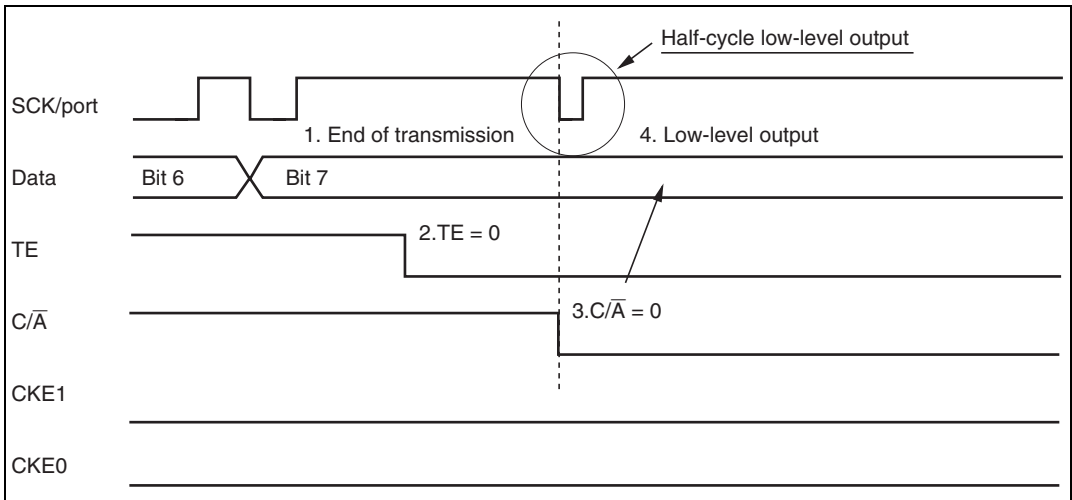 Half-cycle low-level output
SCK/port
1. End of transmission
4. Low-level output
Data
Bit 6
Bit 7
TE
2.TE = 0
C/A̅
3.C/A̅ = 0
CKE1
CKE0